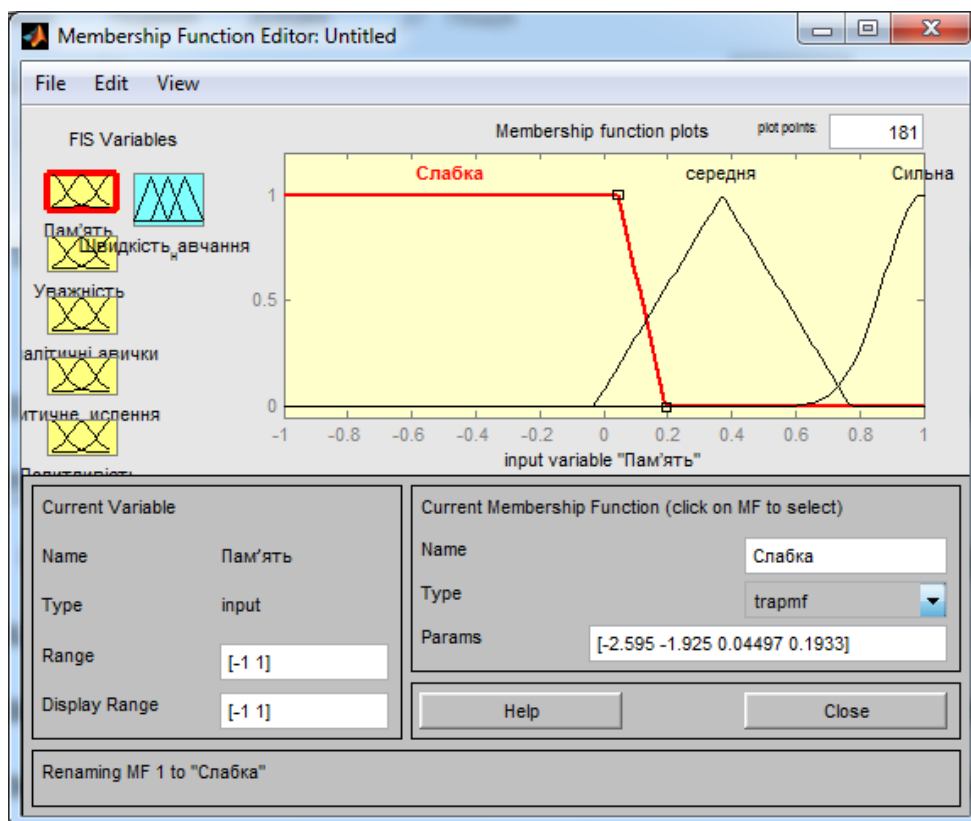 Membership Function Editor: Untitled
File Edit View
FIS Variables
Membership function plots
plot points:
181
Слабка
середня
Сильна
1
0.5
0
-1 -0.8 -0.6 -0.4 -0.2 0 0.2 0.4 0.6 0.8 1
input variable "Пам'ять"
Пам'ять
Швидкість навчання
Уважність
алітичні авички
итичне испення
Current Variable
Name Пам'ять
Type input
Range [-1 1]
Display Range [-1 1]
Current Membership Function (click on MF to select)
Name Слабка
Type trapmf
Params [-2.595 -1.925 0.04497 0.1933]
Help Close
Renaming MF 1 to "Слабка"